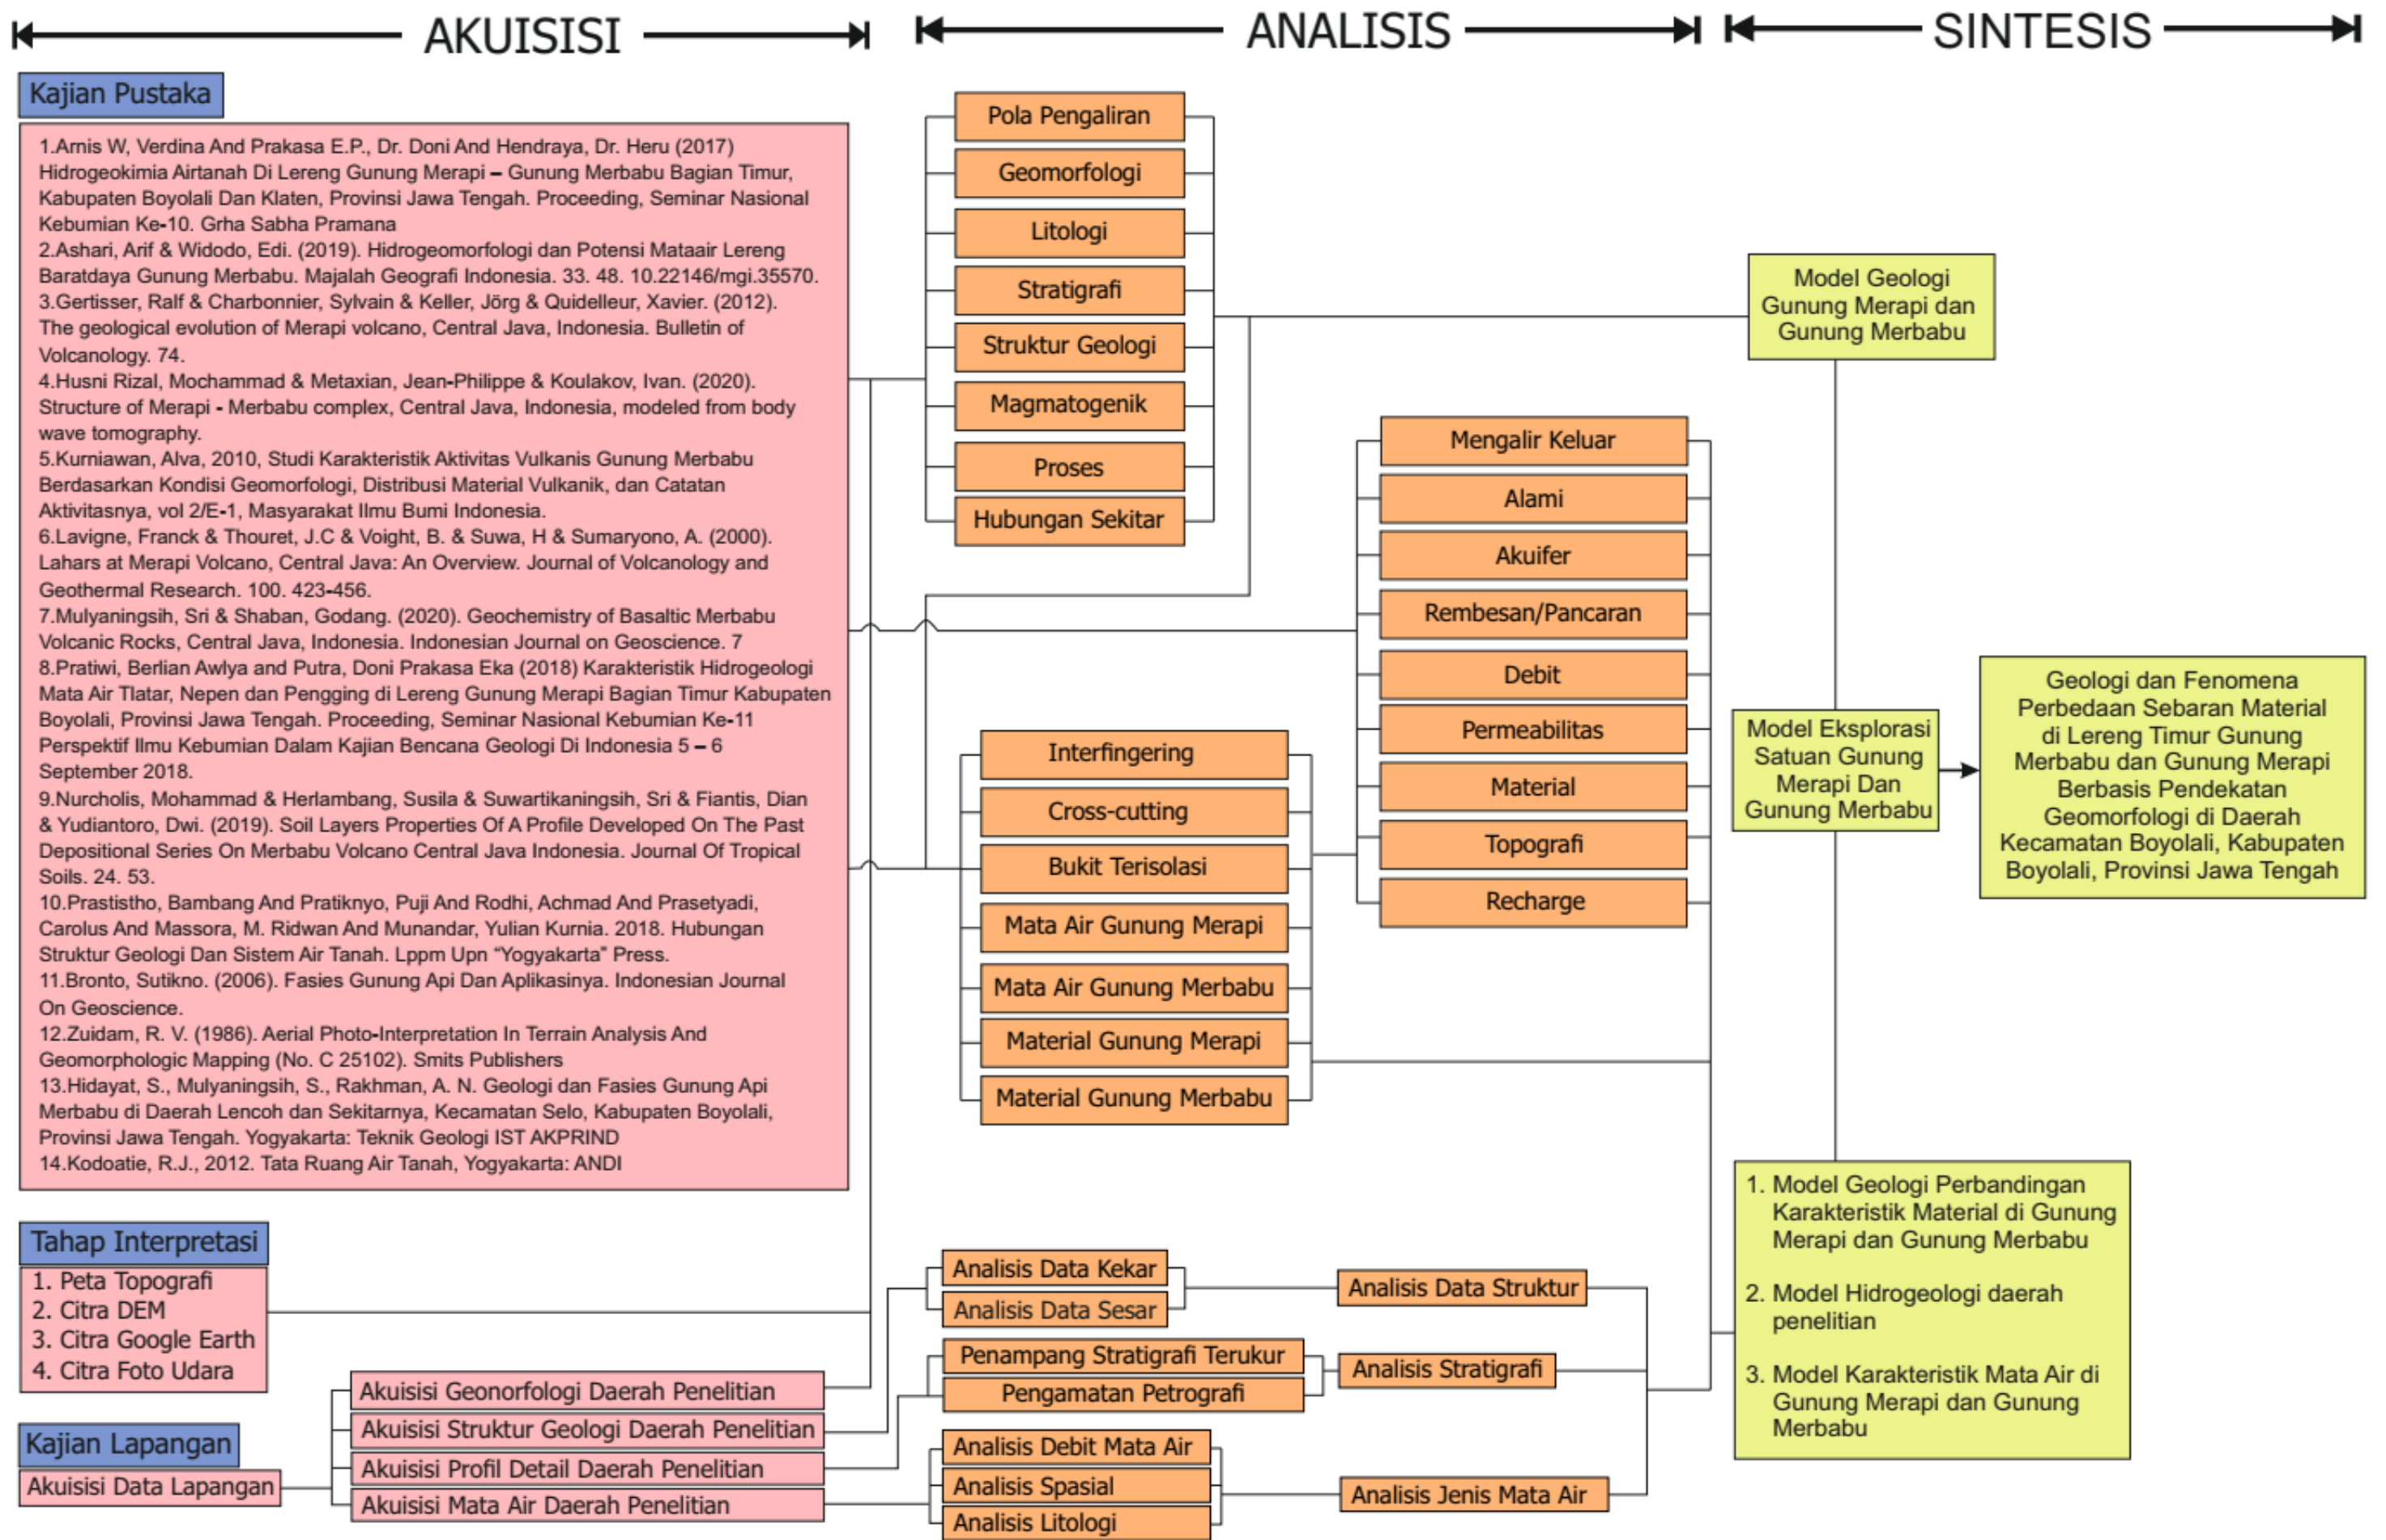 AKUISISI
ANALISIS
SINTESIS
Kajian Pustaka
1.Arnis W, Verdina And Prakasa E.P., Dr. Doni And Hendraya, Dr. Heru (2017)
Hidrogeokimia Airtanah Di Lereng Gunung Merapi – Gunung Merbabu Bagian Timur,
Kabupaten Boyolali Dan Klaten, Provinsi Jawa Tengah. Proceeding, Seminar Nasional
Kebumian Ke-10. Grha Sabha Pramana
2.Ashari, Arif & Widodo, Edi. (2019). Hidrogeomorfologi dan Potensi Mataair Lereng
Baratdaya Gunung Merbabu. Majalah Geografi Indonesia. 33. 48. 10.22146/mgi.35570.
3.Gertisser, Ralf & Charbonnier, Sylvain & Keller, Jörg & Quidelleur, Xavier. (2012).
The geological evolution of Merapi volcano, Central Java, Indonesia. Bulletin of
Volcanology. 74.
4.Husni Rizal, Mochammad & Metaxian, Jean-Philippe & Koulakov, Ivan. (2020).
Structure of Merapi - Merbabu complex, Central Java, Indonesia, modeled from body
wave tomography.
5.Kurniawan, Alva, 2010, Studi Karakteristik Aktivitas Vulkanis Gunung Merbabu
Berdasarkan Kondisi Geomorfologi, Distribusi Material Vulkanik, dan Catatan
Aktivitasnya, vol 2/E-1, Masyarakat Ilmu Bumi Indonesia.
6.Lavigne, Franck & Thouret, J.C & Voight, B. & Suwa, H & Sumaryono, A. (2000).
Lahars at Merapi Volcano, Central Java: An Overview. Journal of Volcanology and
Geothermal Research. 100. 423-456.
7.Mulyaningsih, Sri & Shaban, Godang. (2020). Geochemistry of Basaltic Merbabu
Volcanic Rocks, Central Java, Indonesia. Indonesian Journal on Geoscience. 7
8.Pratiwi, Berlian Awlya and Putra, Doni Prakasa Eka (2018) Karakteristik Hidrogeologi
Mata Air Tlatar, Nepen dan Pengging di Lereng Gunung Merapi Bagian Timur Kabupaten
Boyolali, Provinsi Jawa Tengah. Proceeding, Seminar Nasional Kebumian Ke-11
Perspektif Ilmu Kebumian Dalam Kajian Bencana Geologi Di Indonesia 5 – 6
September 2018.
9.Nurcholis, Mohammad & Herlambang, Susila & Suwartikaningsih, Sri & Fiantis, Dian
& Yudiantoro, Dwi. (2019). Soil Layers Properties Of A Profile Developed On The Past
Depositional Series On Merbabu Volcano Central Java Indonesia. Journal Of Tropical
Soils. 24. 53.
10.Prastistho, Bambang And Pratiknyo, Puji And Rodhi, Achmad And Prasetyadi,
Carolus And Massora, M. Ridwan And Munandar, Yulian Kurnia. 2018. Hubungan
Struktur Geologi Dan Sistem Air Tanah. Lppm Upn “Yogyakarta” Press.
11.Bronto, Sutikno. (2006). Fasies Gunung Api Dan Aplikasinya. Indonesian Journal
On Geoscience.
12.Zuidam, R. V. (1986). Aerial Photo-Interpretation In Terrain Analysis And
Geomorphologic Mapping (No. C 25102). Smits Publishers
13.Hidayat, S., Mulyaningsih, S., Rakhman, A. N. Geologi dan Fasies Gunung Api
Merbabu di Daerah Lencoh dan Sekitarnya, Kecamatan Selo, Kabupaten Boyolali,
Provinsi Jawa Tengah. Yogyakarta: Teknik Geologi IST AKPRIND
14.Kodoatie, R.J., 2012. Tata Ruang Air Tanah, Yogyakarta: ANDI
Tahap Interpretasi
1. Peta Topografi
2. Citra DEM
3. Citra Google Earth
4. Citra Foto Udara
Kajian Lapangan
Akuisisi Data Lapangan
Akuisisi Geonorfologi Daerah Penelitian
Akuisisi Struktur Geologi Daerah Penelitian
Akuisisi Profil Detail Daerah Penelitian
Akuisisi Mata Air Daerah Penelitian
Pola Pengaliran
Geomorfologi
Litologi
Stratigrafi
Struktur Geologi
Magmatogenik
Proses
Hubungan Sekitar
Interfingering
Cross-cutting
Bukit Terisolasi
Mata Air Gunung Merapi
Mata Air Gunung Merbabu
Material Gunung Merapi
Material Gunung Merbabu
Mengalir Keluar
Alami
Akuifer
Rembesan/Pancaran
Debit
Permeabilitas
Material
Topografi
Recharge
Analisis Data Kekar
Analisis Data Sesar
Penampang Stratigrafi Terukur
Pengamatan Petrografi
Analisis Debit Mata Air
Analisis Spasial
Analisis Litologi
Analisis Data Struktur
Analisis Stratigrafi
Analisis Jenis Mata Air
Model Geologi
Gunung Merapi dan
Gunung Merbabu
Model Eksplorasi
Satuan Gunung
Merapi Dan
Gunung Merbabu
Geologi dan Fenomena
Perbedaan Sebaran Material
di Lereng Timur Gunung
Merbabu dan Gunung Merapi
Berbasis Pendekatan
Geomorfologi di Daerah
Kecamatan Boyolali, Kabupaten
Boyolali, Provinsi Jawa Tengah
1. Model Geologi Perbandingan
Karakteristik Material di Gunung
Merapi dan Gunung Merbabu
2. Model Hidrogeologi daerah
penelitian
3. Model Karakteristik Mata Air di
Gunung Merapi dan Gunung
Merbabu